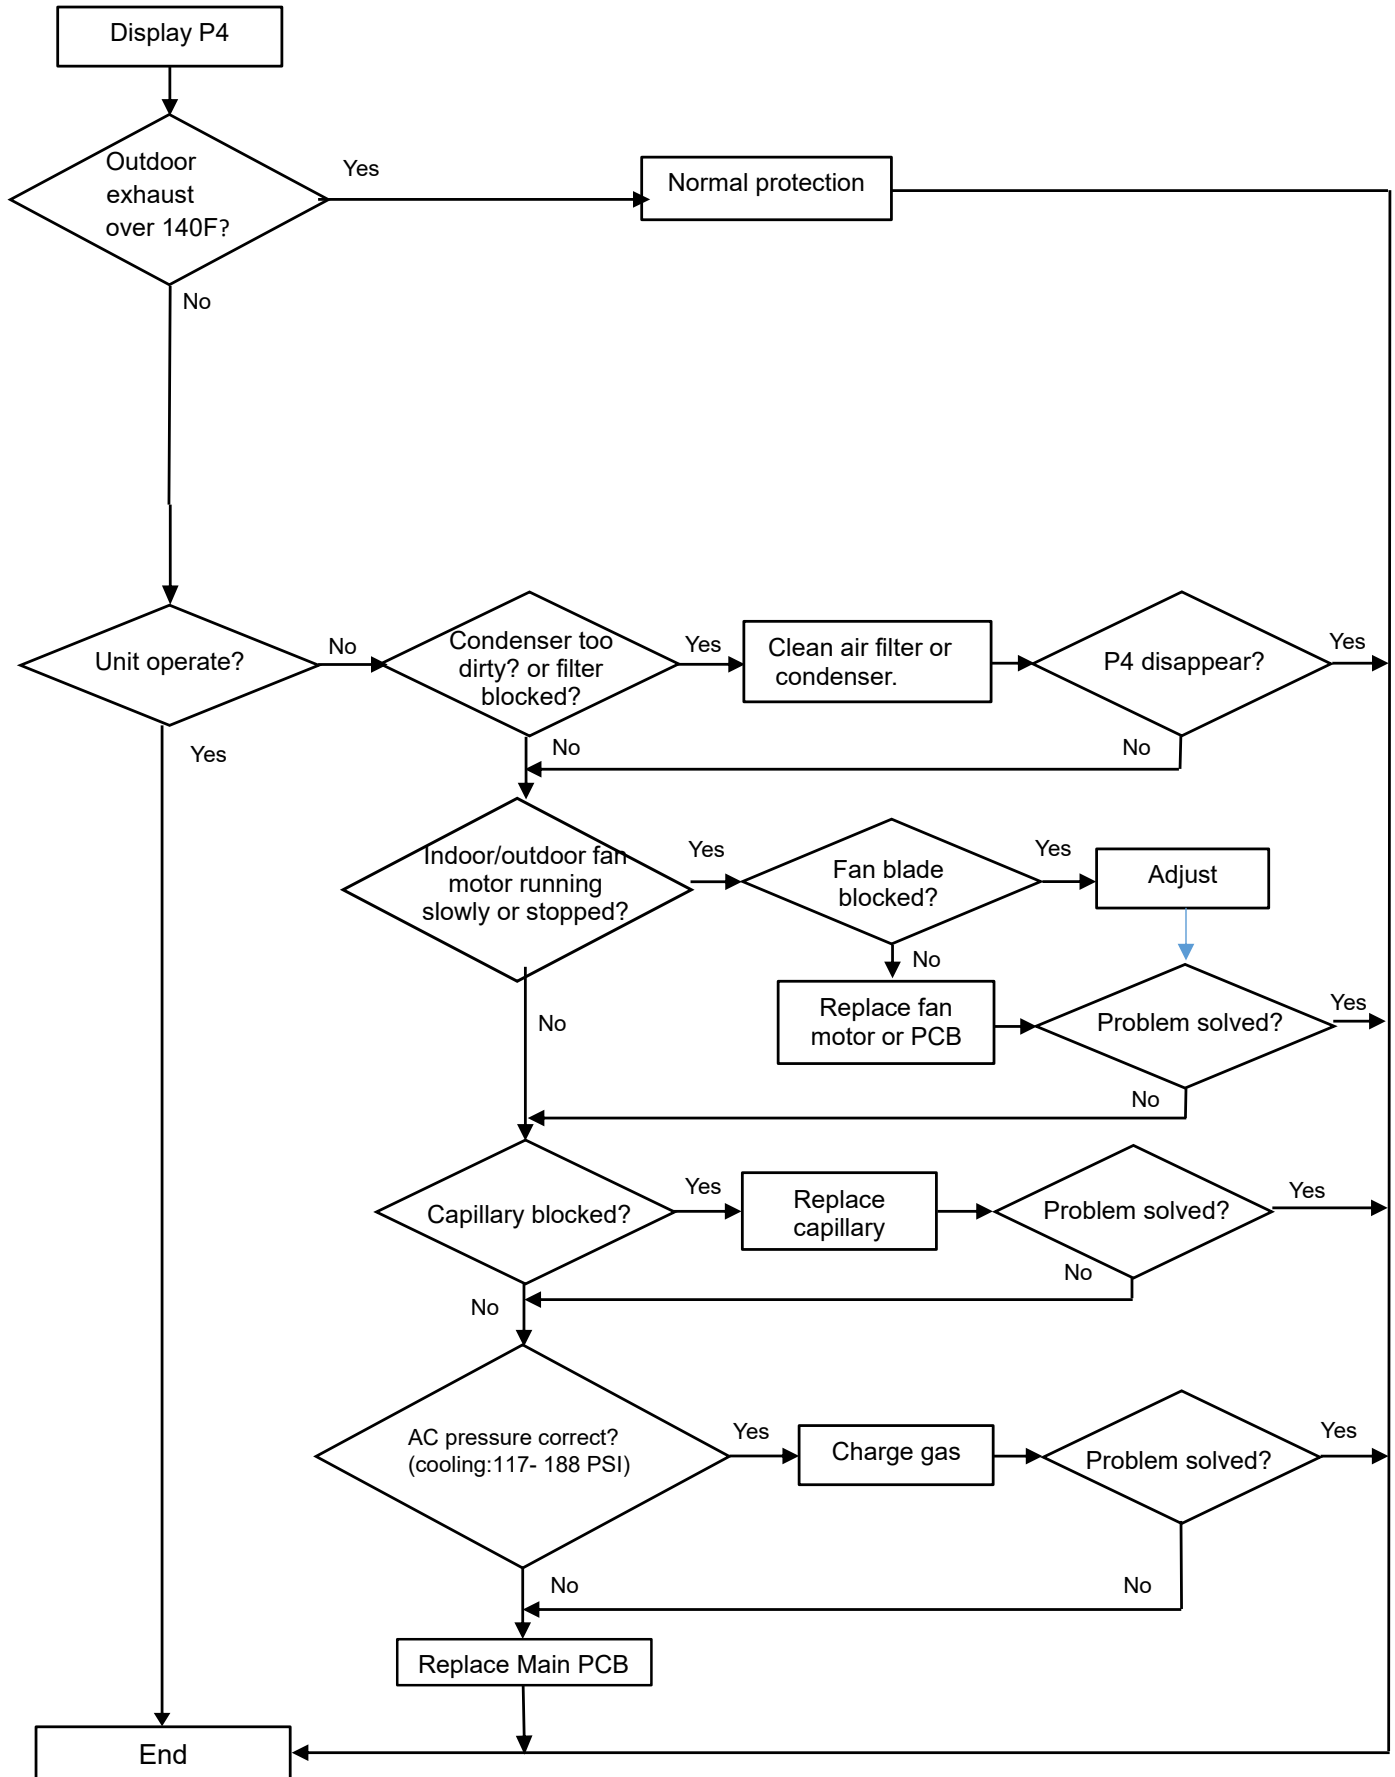 Display P4
Outdoor
exhaust
over 140F?
Yes
Normal protection
No
Unit operate?
No
Condenser too
dirty? or filter
blocked?
Yes
Clean air filter or
condenser.
P4 disappear?
Yes
Yes
No
No
Indoor/outdoor fan
motor running
slowly or stopped?
Yes
Fan blade
blocked?
Yes
Adjust
No
Replace fan
motor or PCB
Problem solved?
Yes
No
No
Capillary blocked?
Yes
Replace
capillary
Problem solved?
Yes
No
No
AC pressure correct?
(cooling:117- 188 PSI)
Yes
Charge gas
Problem solved?
Yes
No
No
Replace Main PCB
End